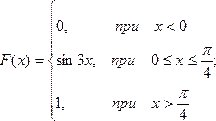 F(x) = { 0, при x < 0
sin 3x, при 0 ≤ x ≤ π/4;
1, при x > π/4